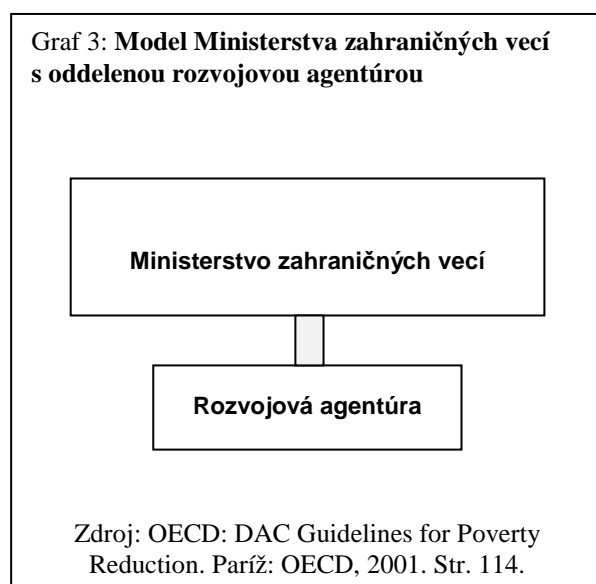 Graf 3: Model Ministerstva zahraničných vecí
s oddelenou rozvojovou agentúrou
Ministerstvo zahraničných vecí
Rozvojová agentúra
Zdroj: OECD: DAC Guidelines for Poverty
Reduction. Paríž: OECD, 2001. Str. 114.